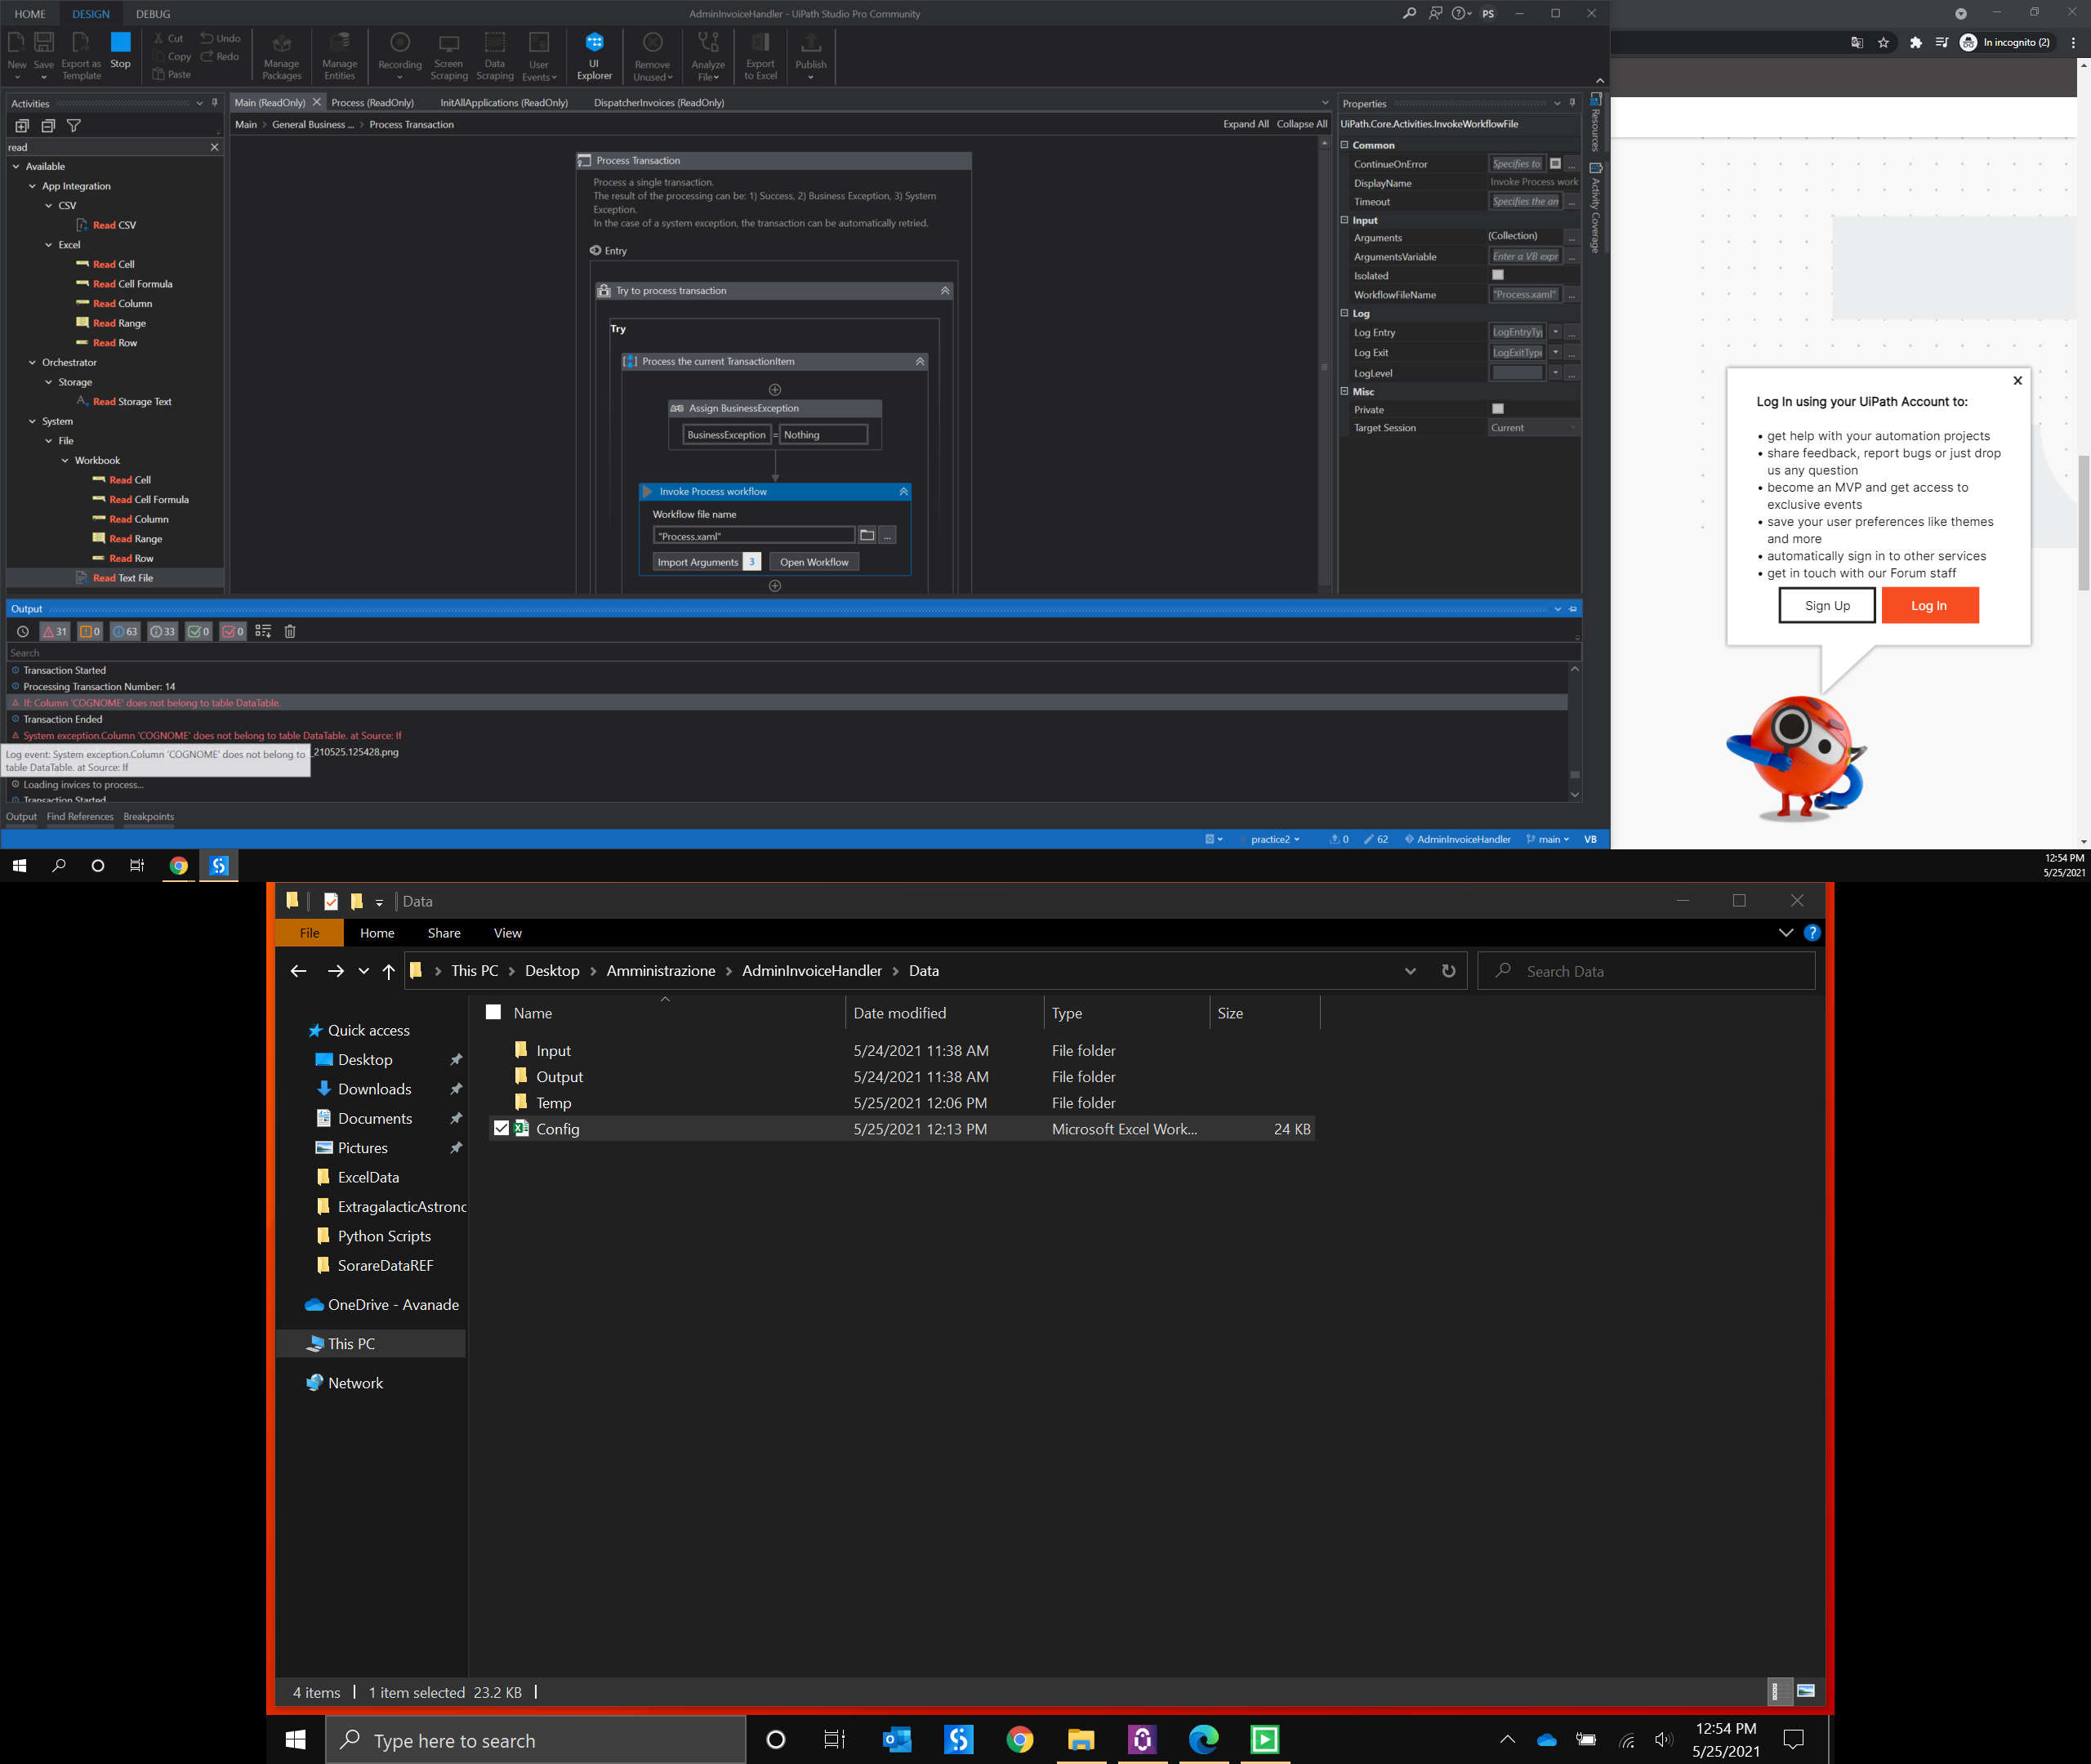 HOME DESIGN DEBUG
AdminInvoiceHandler - UiPath Studio Pro Community
PS
In incognito (2)
New
Save
Export as
Template
Stop
Cut
Copy
Paste
Undo
Redo
Manage
Packages
Manage
Entities
Recording
Screen
Scraping
Data
Scraping
User
Events
UI
Explorer
Remove
Unused
Analyze
File
Export
to Excel
Publish
Activities
read
Available
App Integration
CSV
Read CSV
Excel
Read Cell
Read Cell Formula
Read Column
Read Range
Read Row
Orchestrator
Storage
Read Storage Text
System
File
Workbook
Read Cell
Read Cell Formula
Read Column
Read Range
Read Row
Read Text File
Main (ReadOnly) Process (ReadOnly) InitAllApplications (ReadOnly) DispatcherInvoices (ReadOnly)
Main > General Business ... > Process Transaction
Expand All Collapse All
Process Transaction
Process a single transaction.
The result of the processing can be: 1) Success, 2) Business Exception, 3) System
Exception.
In the case of a system exception, the transaction can be automatically retried.
Entry
Try to process transaction
Try
Process the current TransactionItem
Assign BusinessException
BusinessException = Nothing
Invoke Process workflow
Workflow file name
"Process.xaml"
...
Import Arguments 3 Open Workflow
Properties
UiPath.Core.Activities.InvokeWorkflowFile
Common
ContinueOnError Specifies to ...
DisplayName Invoke Process work
Timeout Specifies the an ...
Input
Arguments (Collection) ...
ArgumentsVariable Enter a VB expr ...
Isolated
WorkflowFileName "Process.xaml" ...
Log
Log Entry LogEntryTy ...
Log Exit LogExitType ...
LogLevel ...
Misc
Private
Target Session Current
Resources
Activity Coverage
Output
31 0 63 33 0 0
Search
Transaction Started
Processing Transaction Number: 14
If: Column 'COGNOME' does not belong to table DataTable.
Transaction Ended
System exception.Column 'COGNOME' does not belong to table DataTable. at Source: If
_210525.125428.png
Log event: System exception.Column 'COGNOME' does not belong to
table DataTable. at Source: If
Loading invices to process...
Transaction Started
Output Find References Breakpoints
practice2 0 62 AdminInvoiceHandler main VB
Log In using your UiPath Account to:
x
• get help with your automation projects
• share feedback, report bugs or just drop
us any question
• become an MVP and get access to
exclusive events
• save your user preferences like themes
and more
• automatically sign in to other services
• get in touch with our Forum staff
Sign Up Log In
12:54 PM
5/25/2021
Data
File Home Share View
This PC > Desktop > Amministrazione > AdminInvoiceHandler > Data
Search Data
Name Date modified Type Size
Input 5/24/2021 11:38 AM File folder
Output 5/24/2021 11:38 AM File folder
Temp 5/25/2021 12:06 PM File folder
Config 5/25/2021 12:13 PM Microsoft Excel Work... 24 KB
Quick access
Desktop
Downloads
Documents
Pictures
ExcelData
ExtragalacticAstronc
Python Scripts
SorareDataREF
OneDrive - Avanade
This PC
Network
4 items 1 item selected 23.2 KB
Type here to search
12:54 PM
5/25/2021